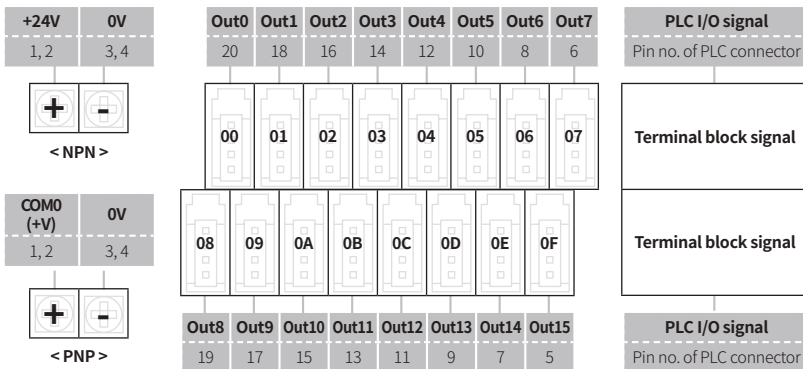 +24V 0V
1, 2 3, 4
+ -
< NPN >
COM0 (+V) 0V
1, 2 3, 4
+ -
< PNP >
Out0 Out1 Out2 Out3 Out4 Out5 Out6 Out7
20 18 16 14 12 10 8 6
00 01 02 03 04 05 06 07
08 09 0A 0B 0C 0D 0E 0F
Out8 Out9 Out10 Out11 Out12 Out13 Out14 Out15
19 17 15 13 11 9 7 5
PLC I/O signal
Pin no. of PLC connector
Terminal block signal
Terminal block signal
PLC I/O signal
Pin no. of PLC connector